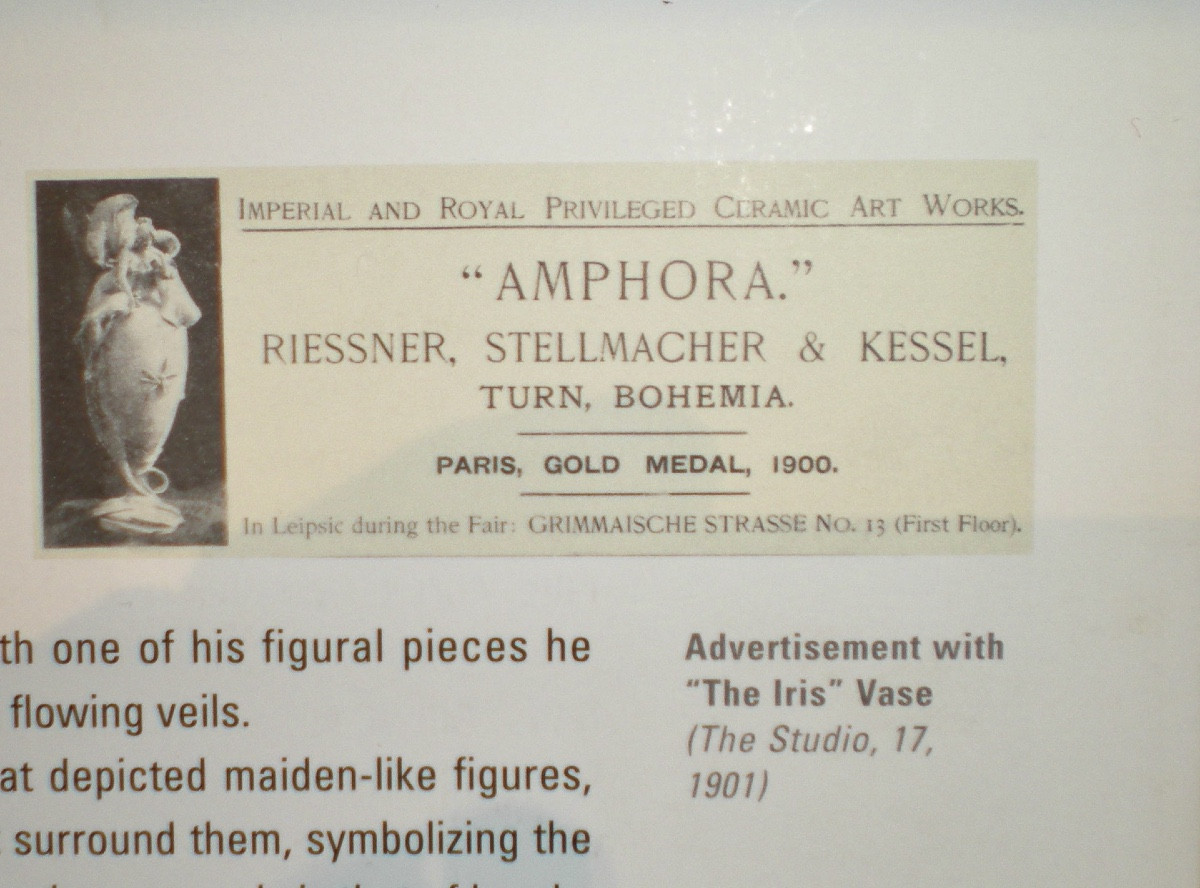 IMPERIAL AND ROYAL PRIVILEGED CERAMIC ART WORKS.
"AMPHORA."
RIESSNER, STELLMACHER & KESSEL,
TURN, BOHEMIA.
PARIS, GOLD MEDAL, 1900.
In Leipsic during the Fair: GRIMMAISCHE STRASSE No. 13 (First Floor).
th one of his figural pieces he
flowing veils.
at depicted maiden-like figures,
surround them, symbolizing the
Advertisement with
"The Iris" Vase
(The Studio, 17,
1901)